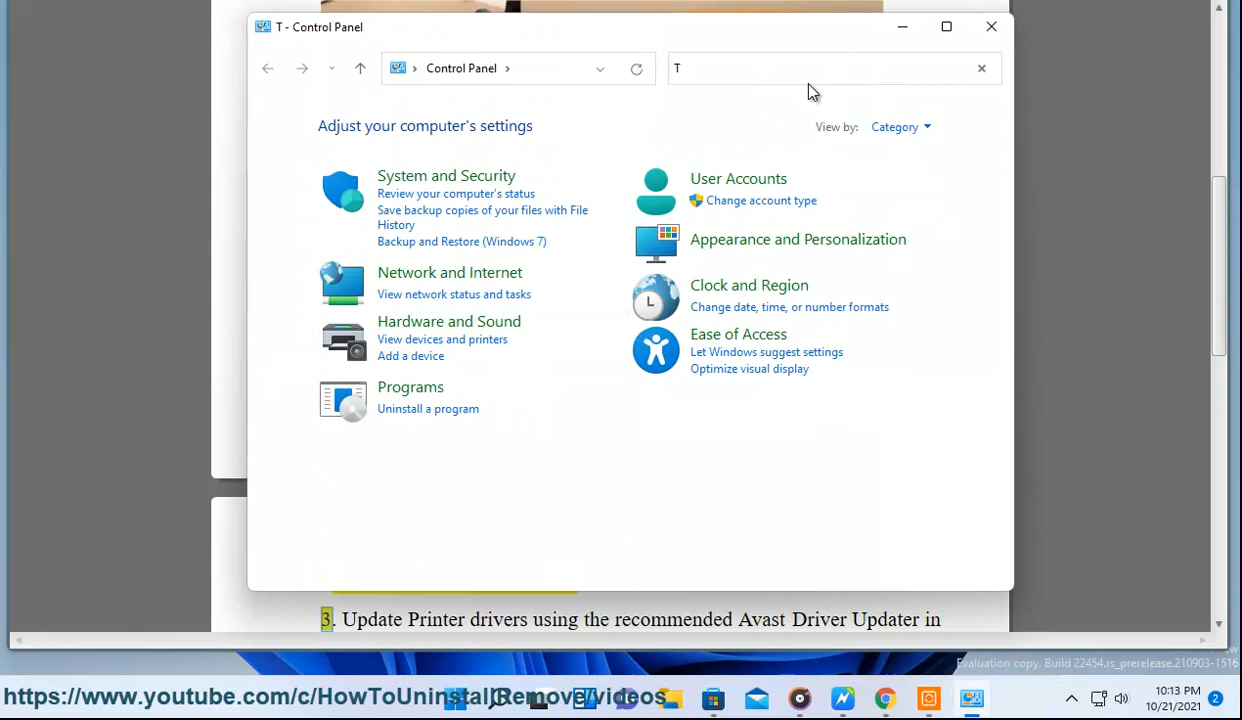 T - Control Panel
Control Panel
T
Adjust your computer's settings
View by: Category
System and Security
Review your computer's status
Save backup copies of your files with File
History
Backup and Restore (Windows 7)
Network and Internet
View network status and tasks
Hardware and Sound
View devices and printers
Add a device
Programs
Uninstall a program
User Accounts
Change account type
Appearance and Personalization
Clock and Region
Change date, time, or number formats
Ease of Access
Let Windows suggest settings
Optimize visual display
3. Update Printer drivers using the recommended Avast Driver Updater in
Evaluation copy. Build 22454.rs_prerelease.210903-1516
https://www.youtube.com/c/HowToUninstallRemove/videos
10:13 PM
10/21/2021
2